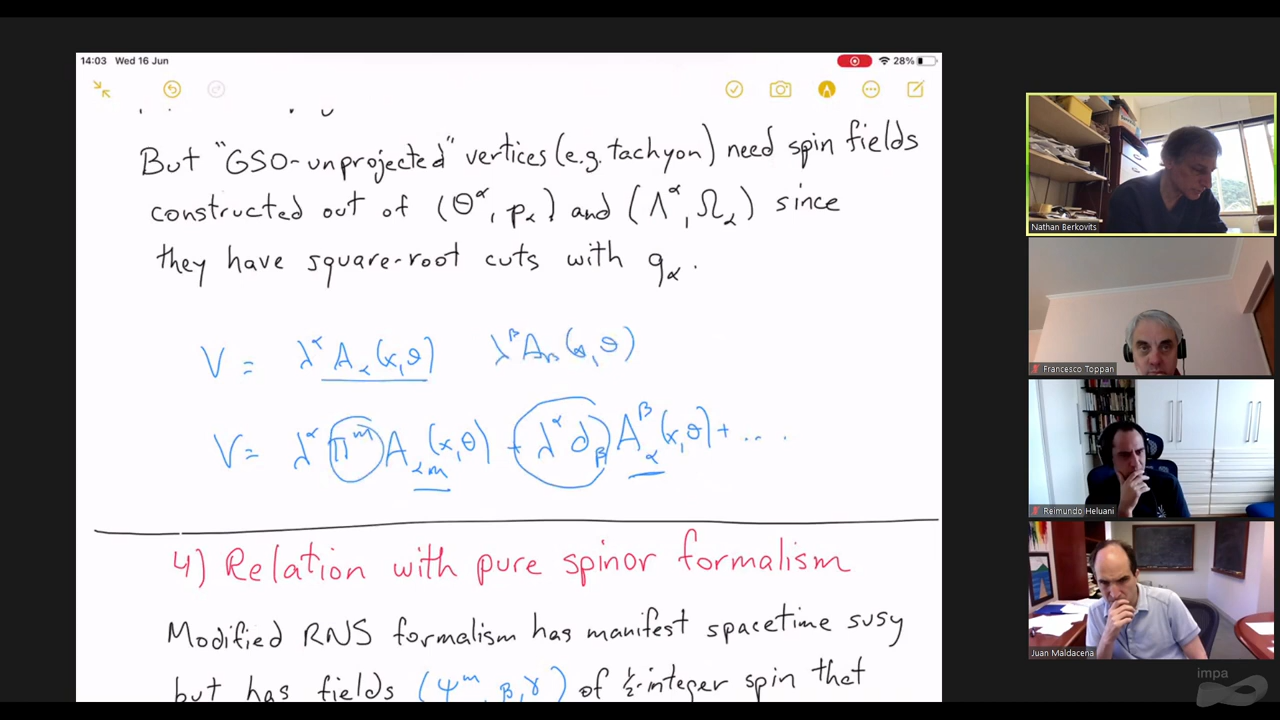 14:03 Wed 16 Jun
28%
But "GSO-unprojected" vertices (e.g. tachyon) need spin fields
constructed out of (Θ^α, p_α) and (Λ^α, Ω_α) since
they have square-root cuts with q_α.
V = λ^α A_α(x,θ) λ^β A_β(x,θ)
V = λ^α Π^m A_αm(x,θ) + λ^α d_β A_α^β(x,θ) + ....
4) Relation with pure spinor formalism
Modified RNS formalism has manifest spacetime susy
but has fields (ψ^m, β, γ) of ½-integer spin that
Nathan Berkovits
Francesco Toppan
Reimundo Heluani
Juan Maldacena
impa